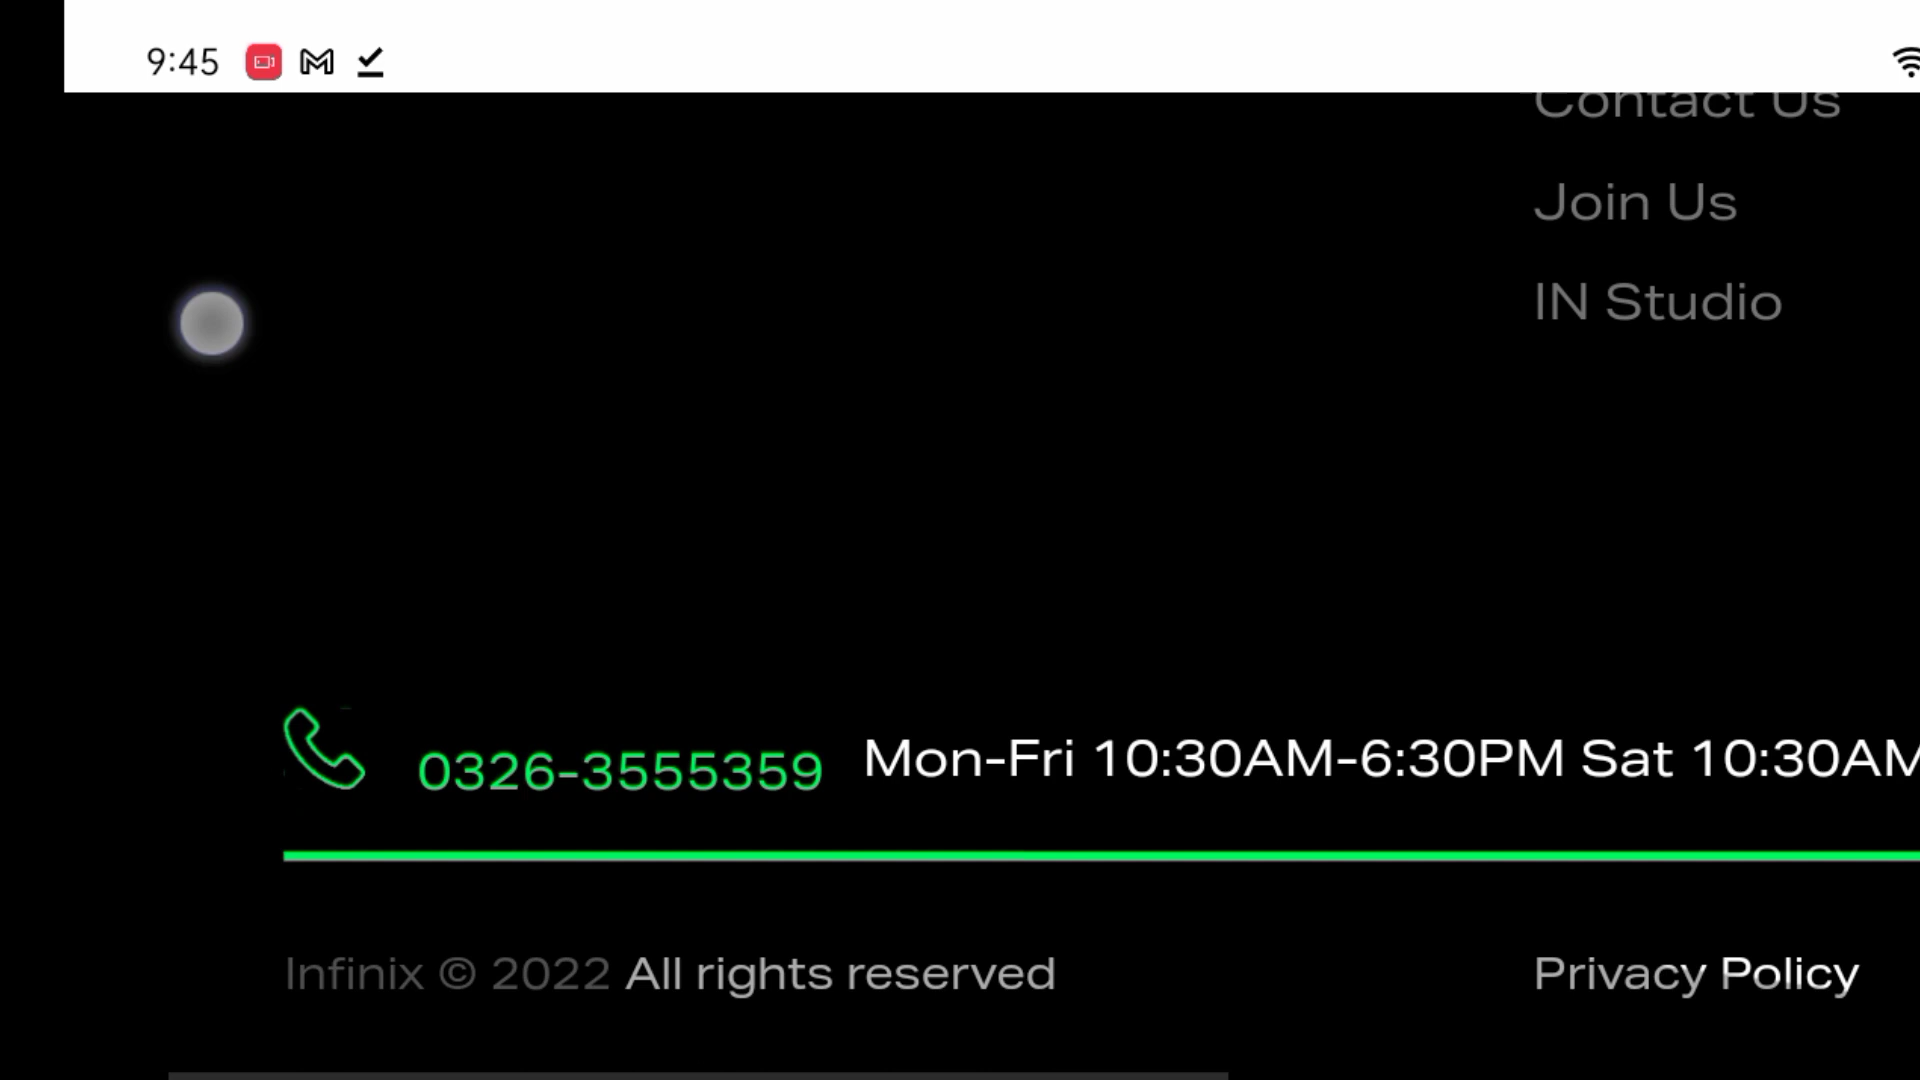 9:45
Contact Us
Join Us
IN Studio
0326-3555359 Mon-Fri 10:30AM-6:30PM Sat 10:30AM
Infinix © 2022 All rights reserved
Privacy Policy